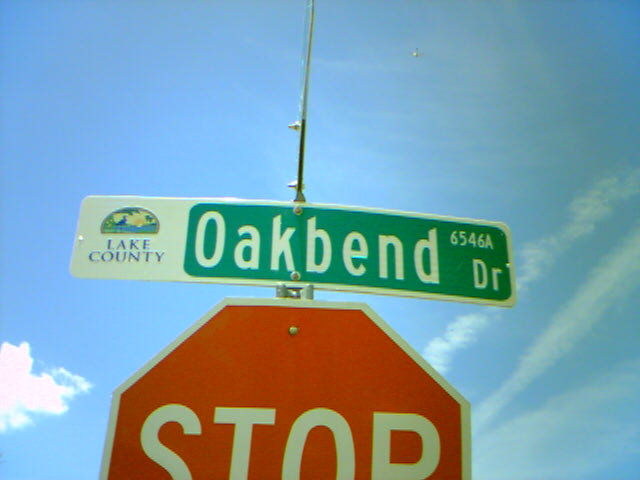 LAKE
COUNTY
Oakbend Dr
6546A
STOP